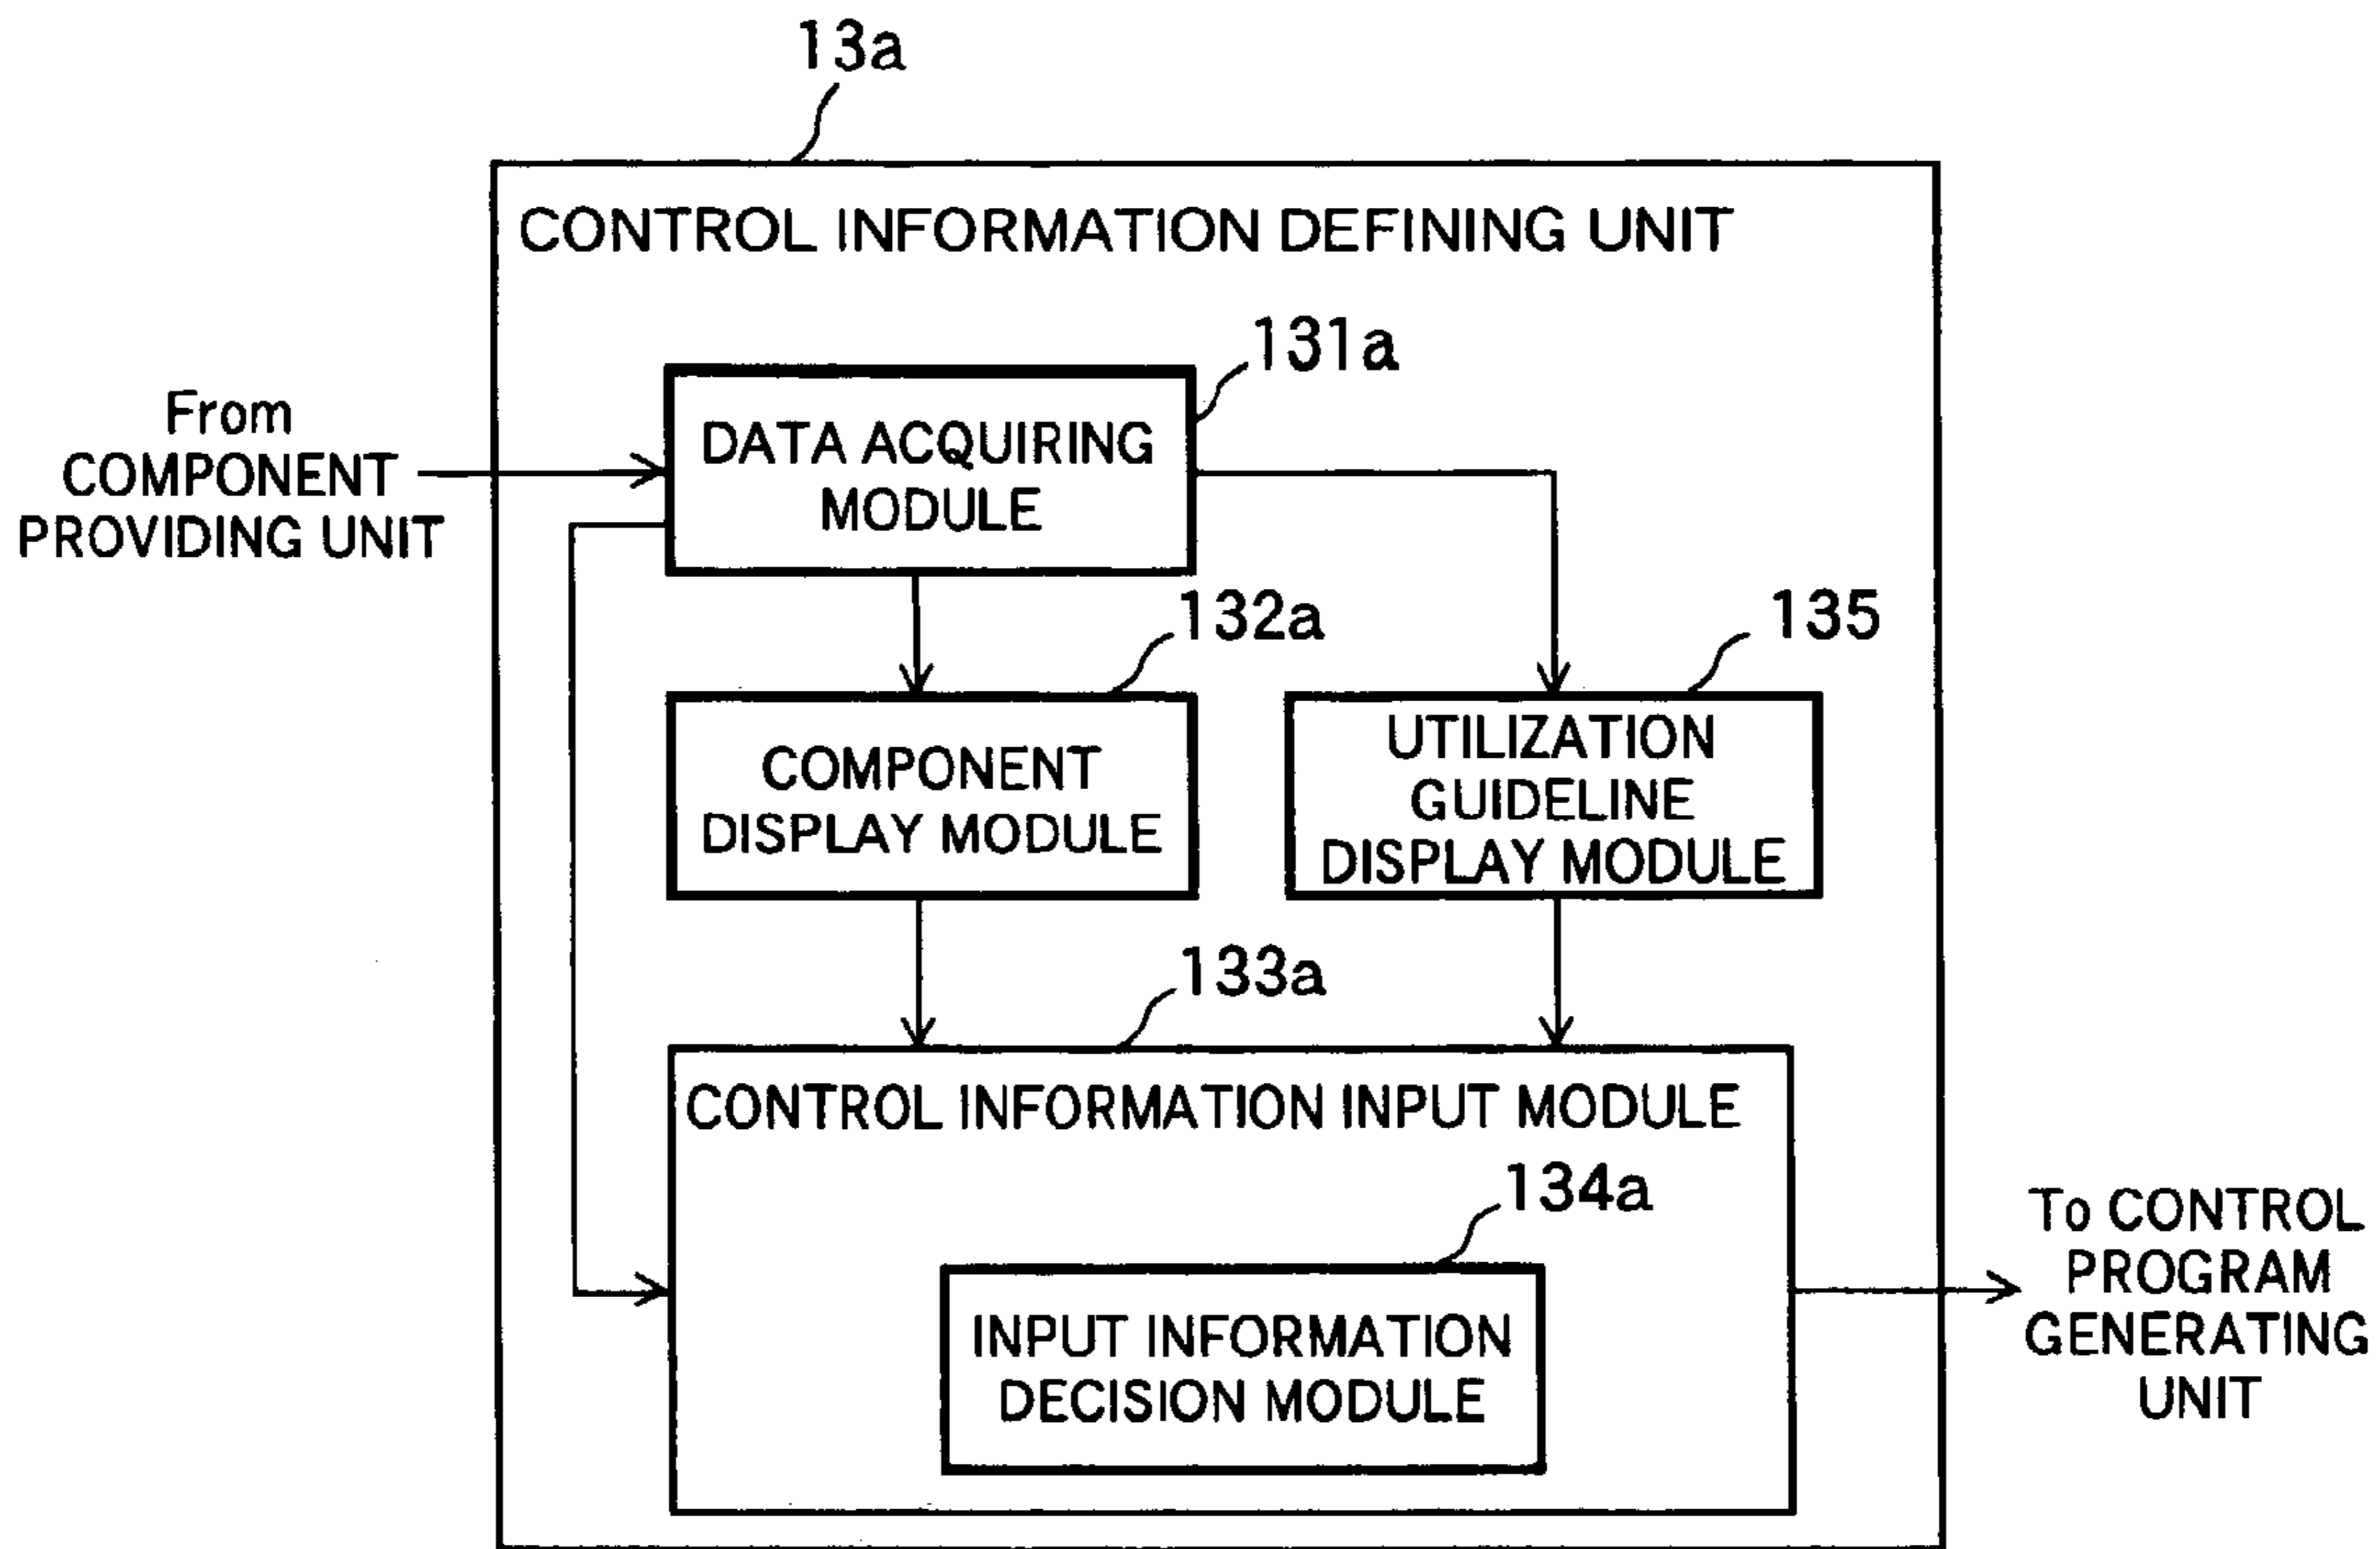 13a
CONTROL INFORMATION DEFINING UNIT
131a
From
COMPONENT
PROVIDING UNIT
DATA ACQUIRING
MODULE
132a
135
COMPONENT
DISPLAY MODULE
UTILIZATION
GUIDELINE
DISPLAY MODULE
133a
CONTROL INFORMATION INPUT MODULE
134a
INPUT INFORMATION
DECISION MODULE
To CONTROL
PROGRAM
GENERATING
UNIT